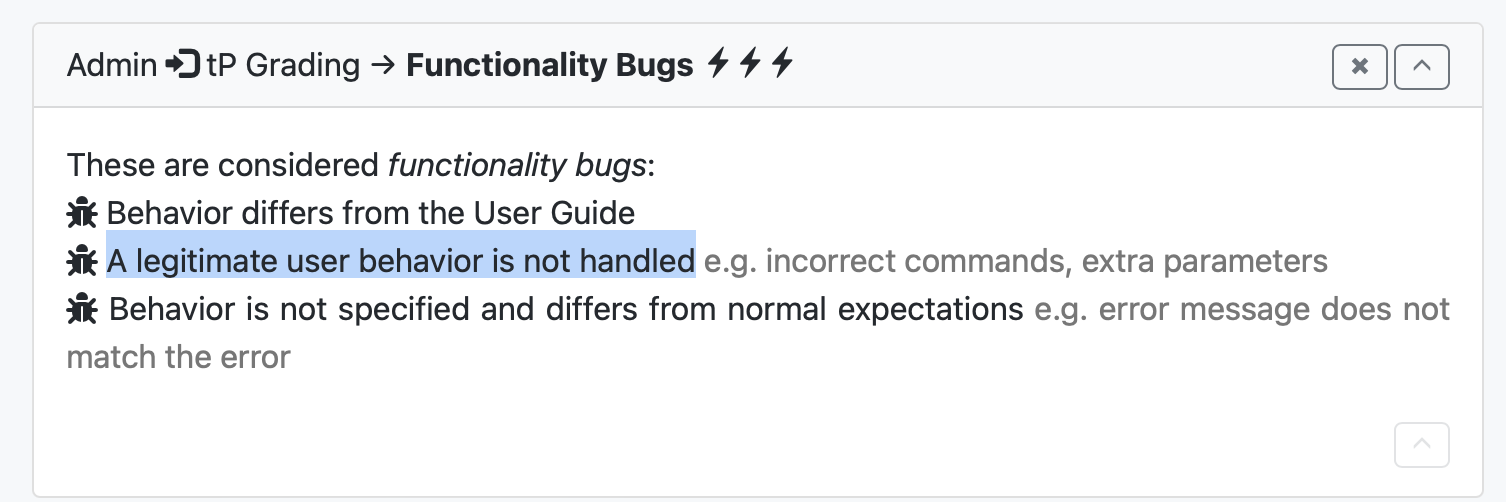 Admin tP Grading → Functionality Bugs
These are considered functionality bugs:
Behavior differs from the User Guide
A legitimate user behavior is not handled e.g. incorrect commands, extra parameters
Behavior is not specified and differs from normal expectations e.g. error message does not
match the error